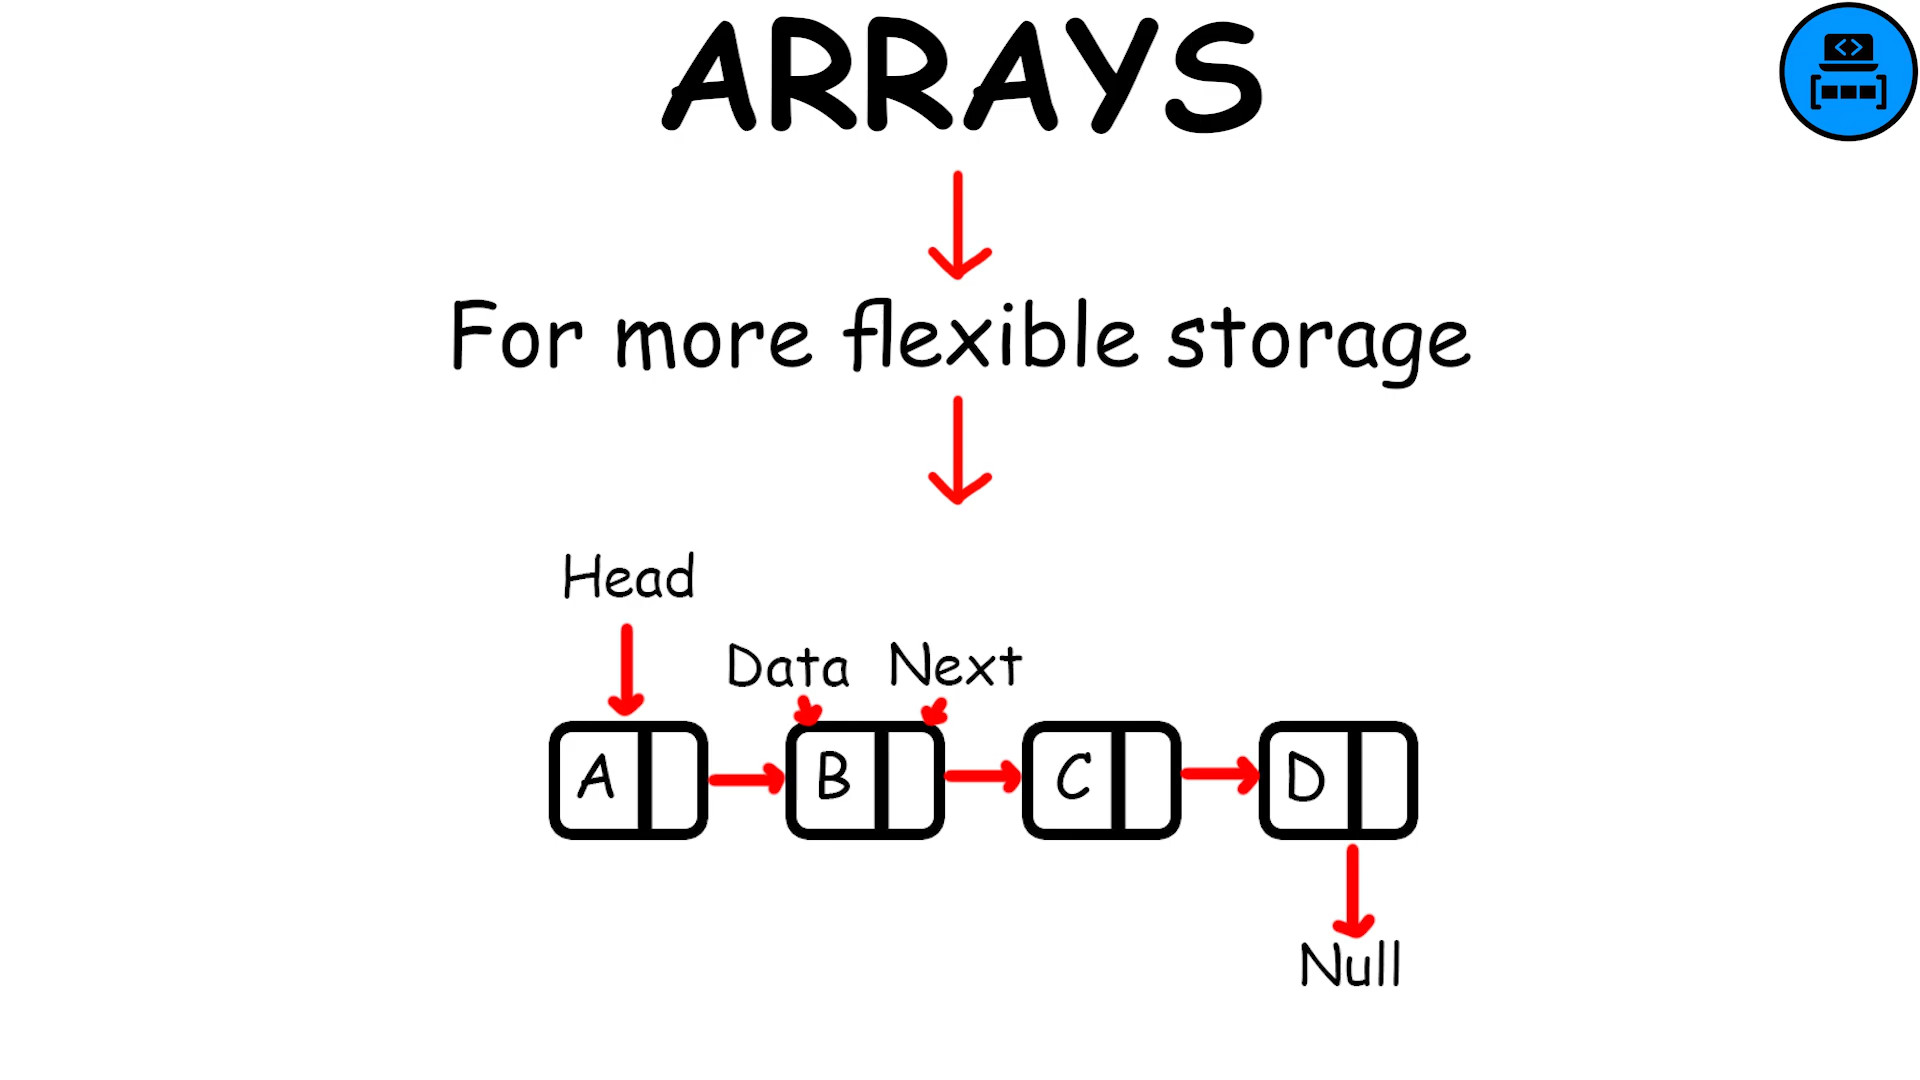 ARRAYS
For more flexible storage
Head
Data Next
A B C D
Null